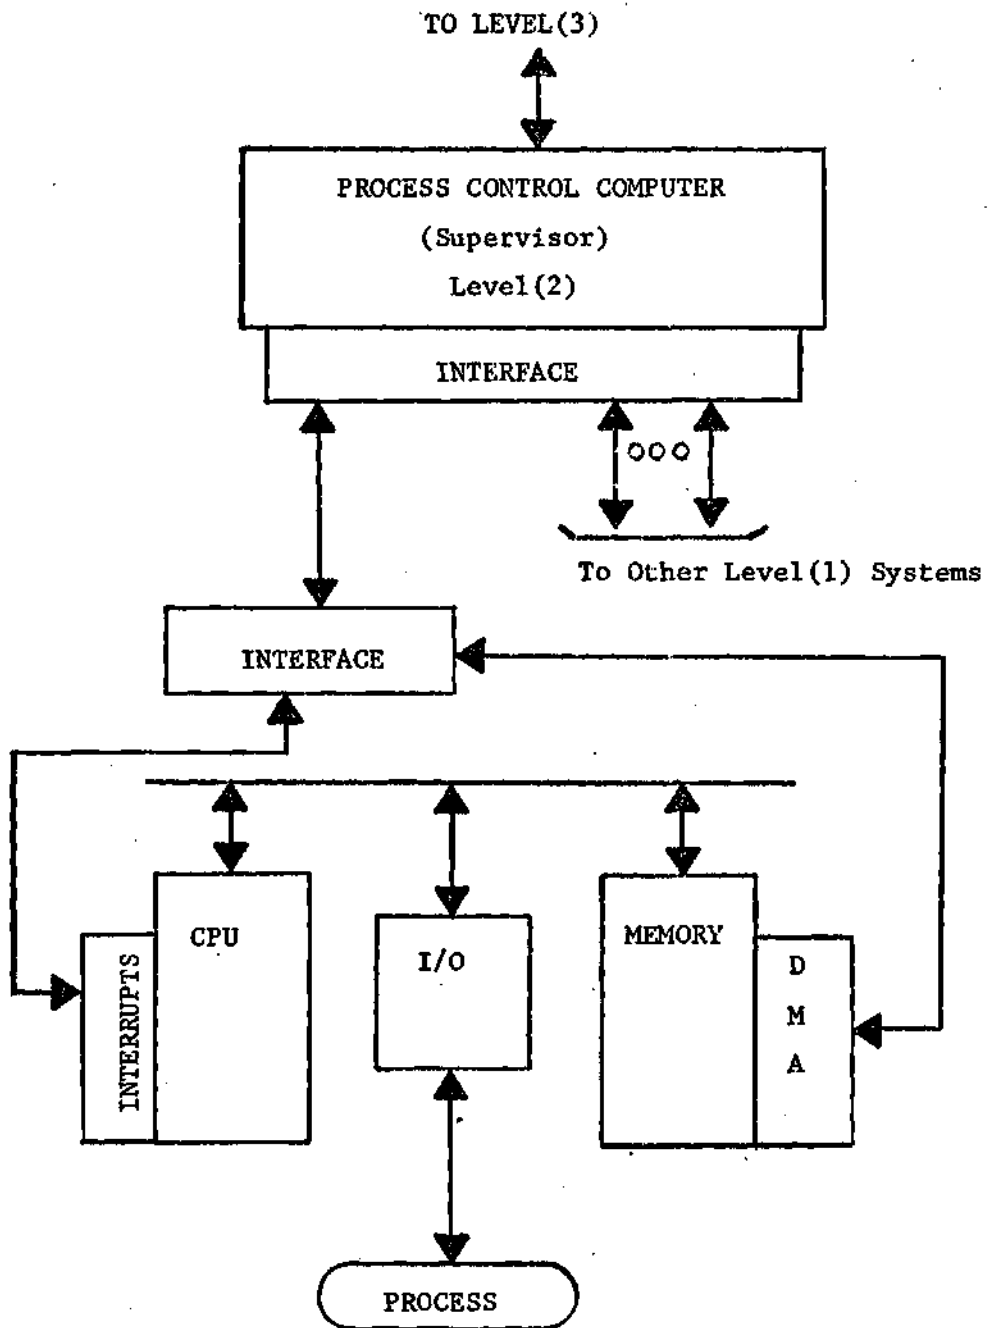 TO LEVEL(3)
PROCESS CONTROL COMPUTER
(Supervisor)
Level(2)
INTERFACE
To Other Level(1) Systems
INTERFACE
CPU
INTERRUPTS
I/O
MEMORY
D
M
A
PROCESS